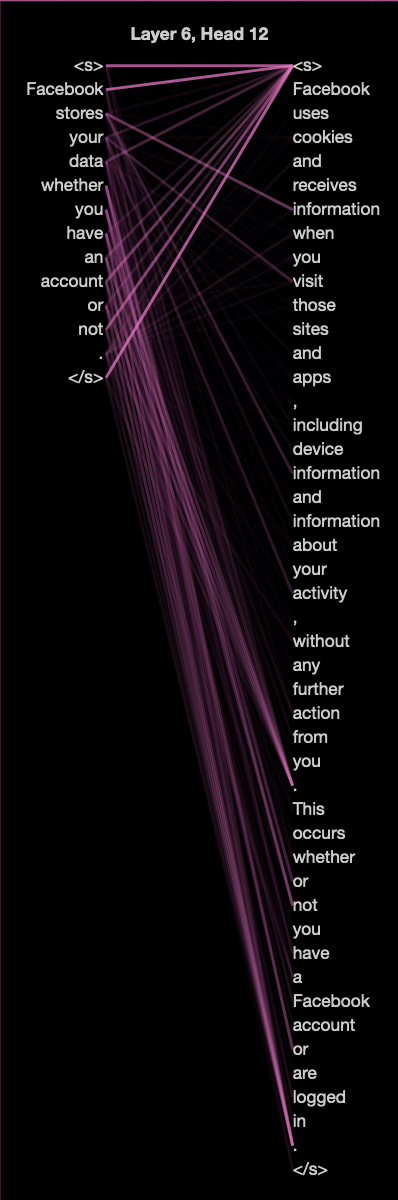 Layer 6, Head 12
<s>
Facebook
stores
your
data
whether
you
have
an
account
or
not
.
</s>
<s>
Facebook
uses
cookies
and
receives
information
when
you
visit
those
sites
and
apps
,
including
device
information
and
information
about
your
activity
,
without
any
further
action
from
you
.
This
occurs
whether
or
not
you
have
a
Facebook
account
or
are
logged
in
.
</s>